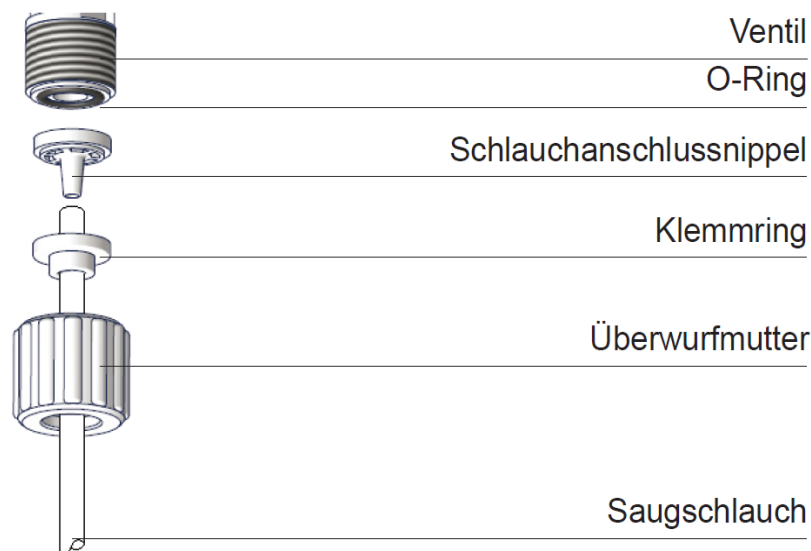 Ventil
O-Ring
Schlauchanschlussnippel
Klemmring
Überwurfmutter
Saugschlauch